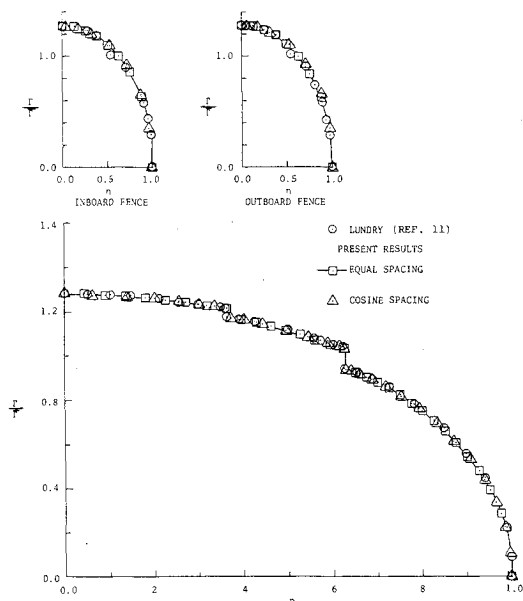 1.0
0.0
0.0 0.5 1.0
η
INBOARD FENCE
1.0
0.0
0.0 0.5 1.0
η
OUTBOARD FENCE
1.4
1.2
0.8
0.4
0.0
LUNDRY (REF. 11)
PRESENT RESULTS
EQUAL SPACING
COSINE SPACING
0.0 2 4 6 8 1.0
η